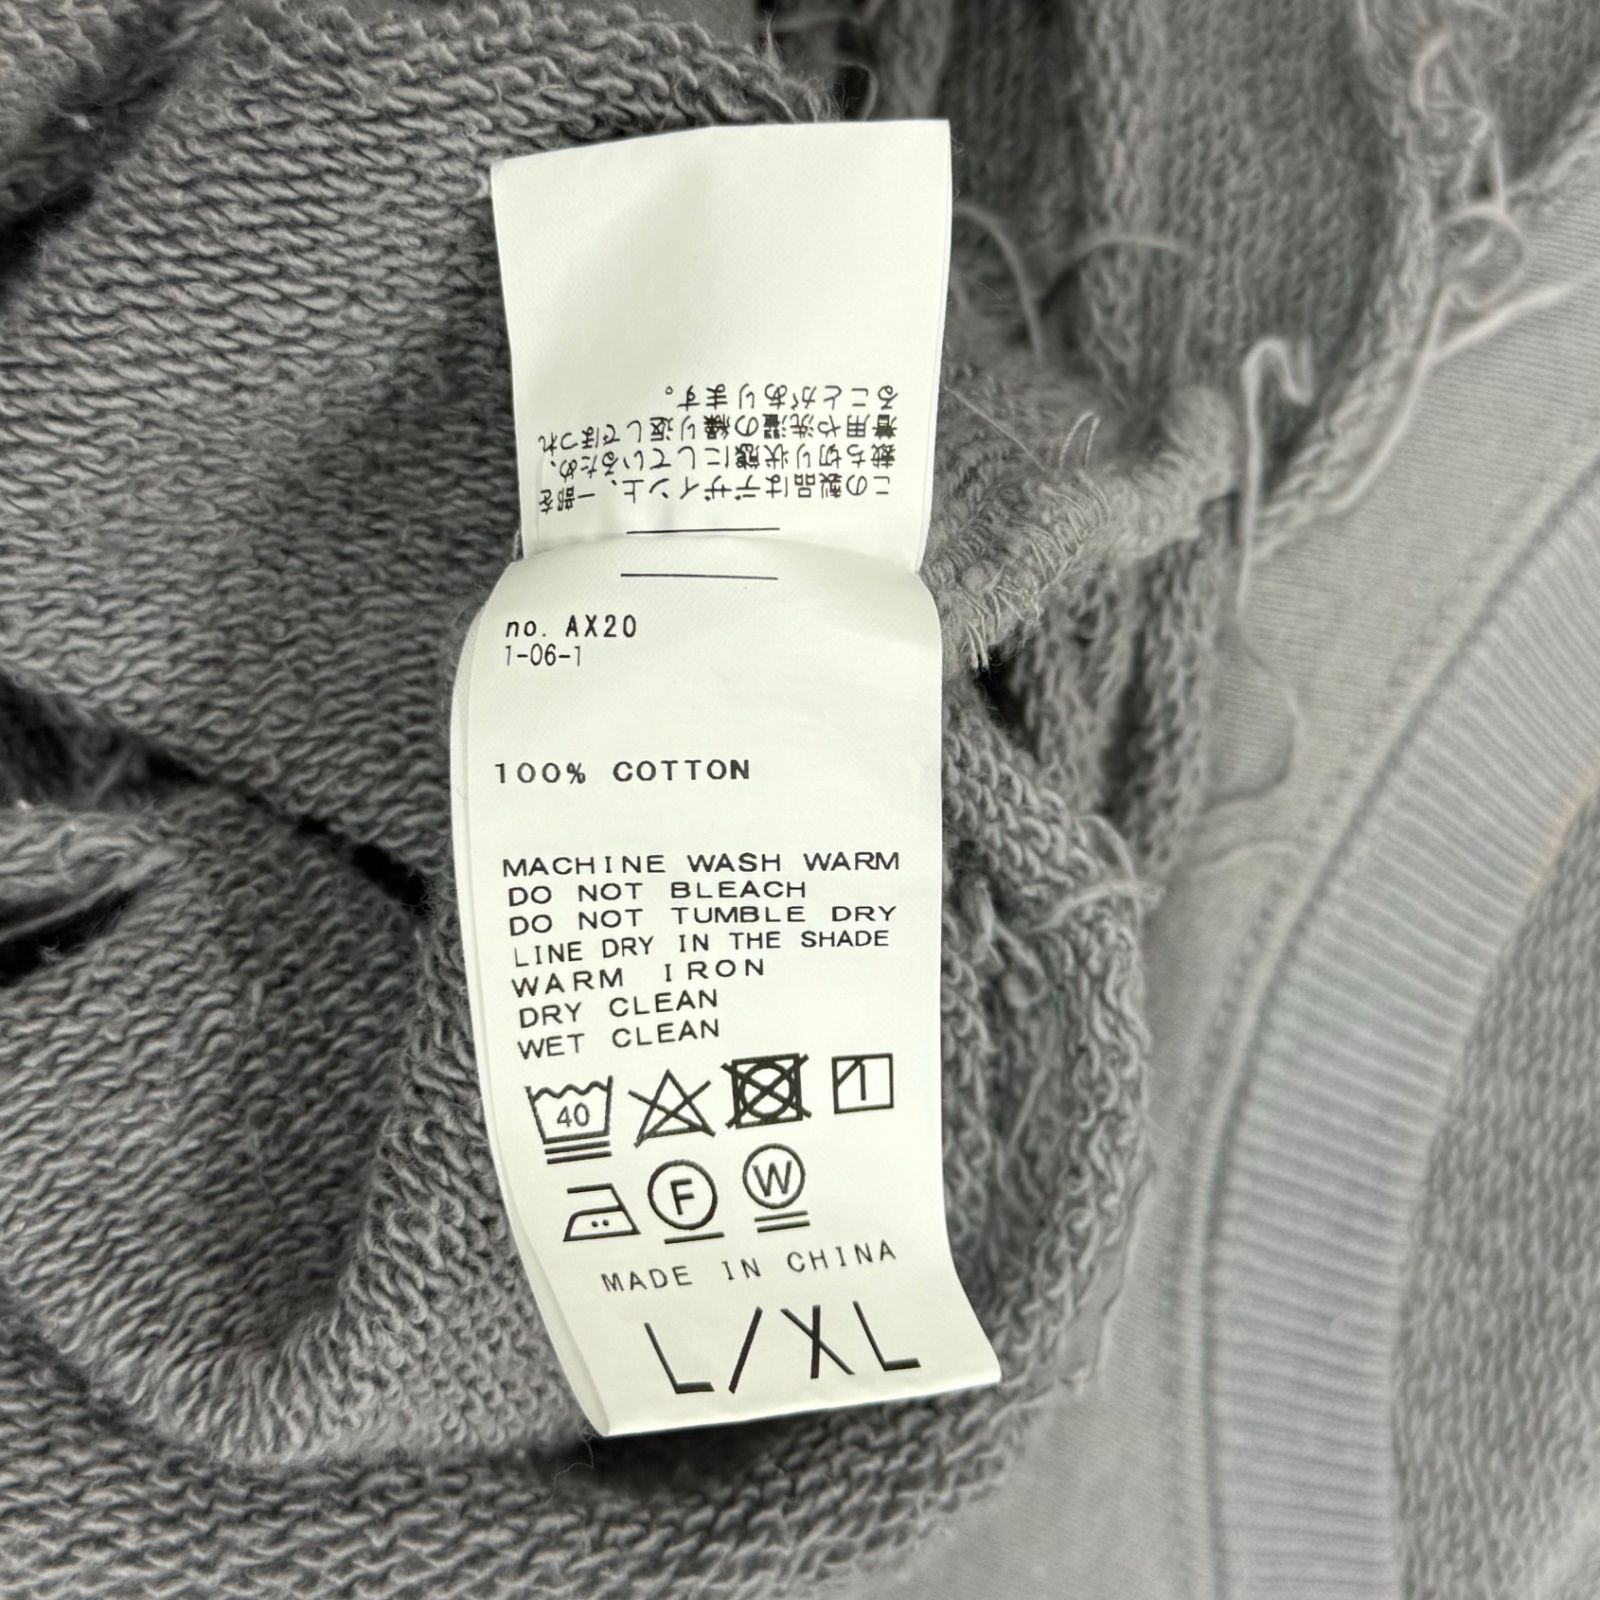 この製品はデザイン上、一部を
裁ち切り状態にしているため、
着用や洗濯の繰り返しでほつれ
ることがあります。
no. AX20
1-06-1
100% COTTON
MACHINE WASH WARM
DO NOT BLEACH
DO NOT TUMBLE DRY
LINE DRY IN THE SHADE
WARM IRON
DRY CLEAN
WET CLEAN
40
F W
MADE IN CHINA
L/XL